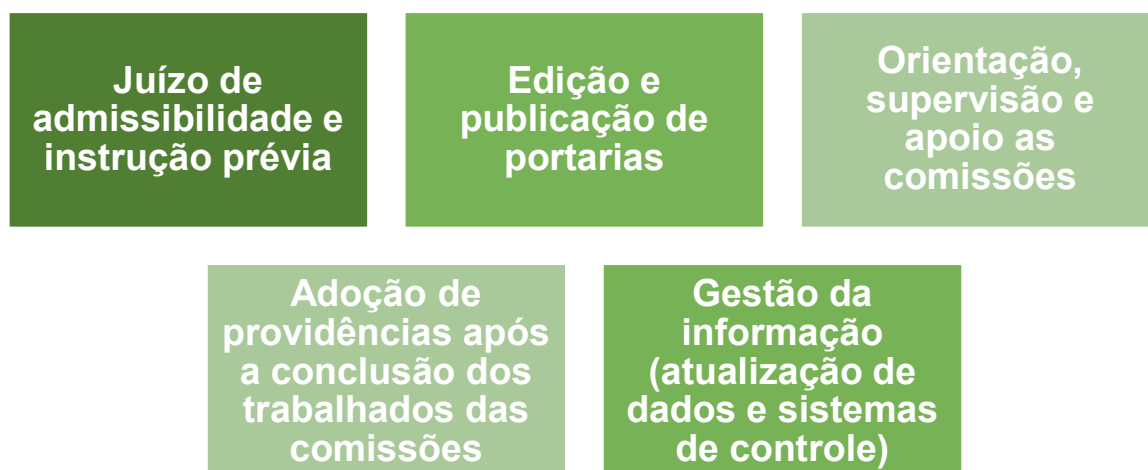 Juízo de
admissibilidade e
instrução prévia
Edição e
publicação de
portarias
Orientação,
supervisão e
apoio as
comissões
Adoção de
providências após
a conclusão dos
trabalhados das
comissões
Gestão da
informação
(atualização de
dados e sistemas
de controle)